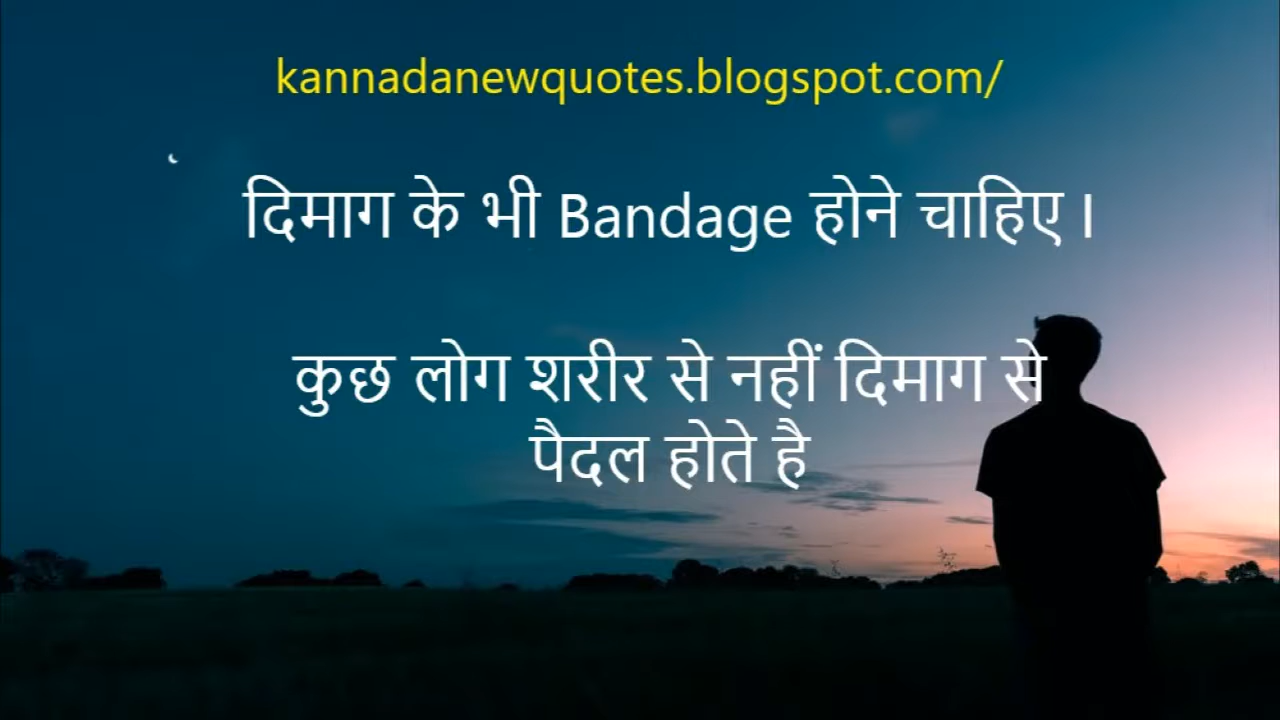 kannadanewquotes.blogspot.com/
दिमाग के भी Bandage होने चाहिए ।
कुछ लोग शरीर से नहीं दिमाग से
पैदल होते है